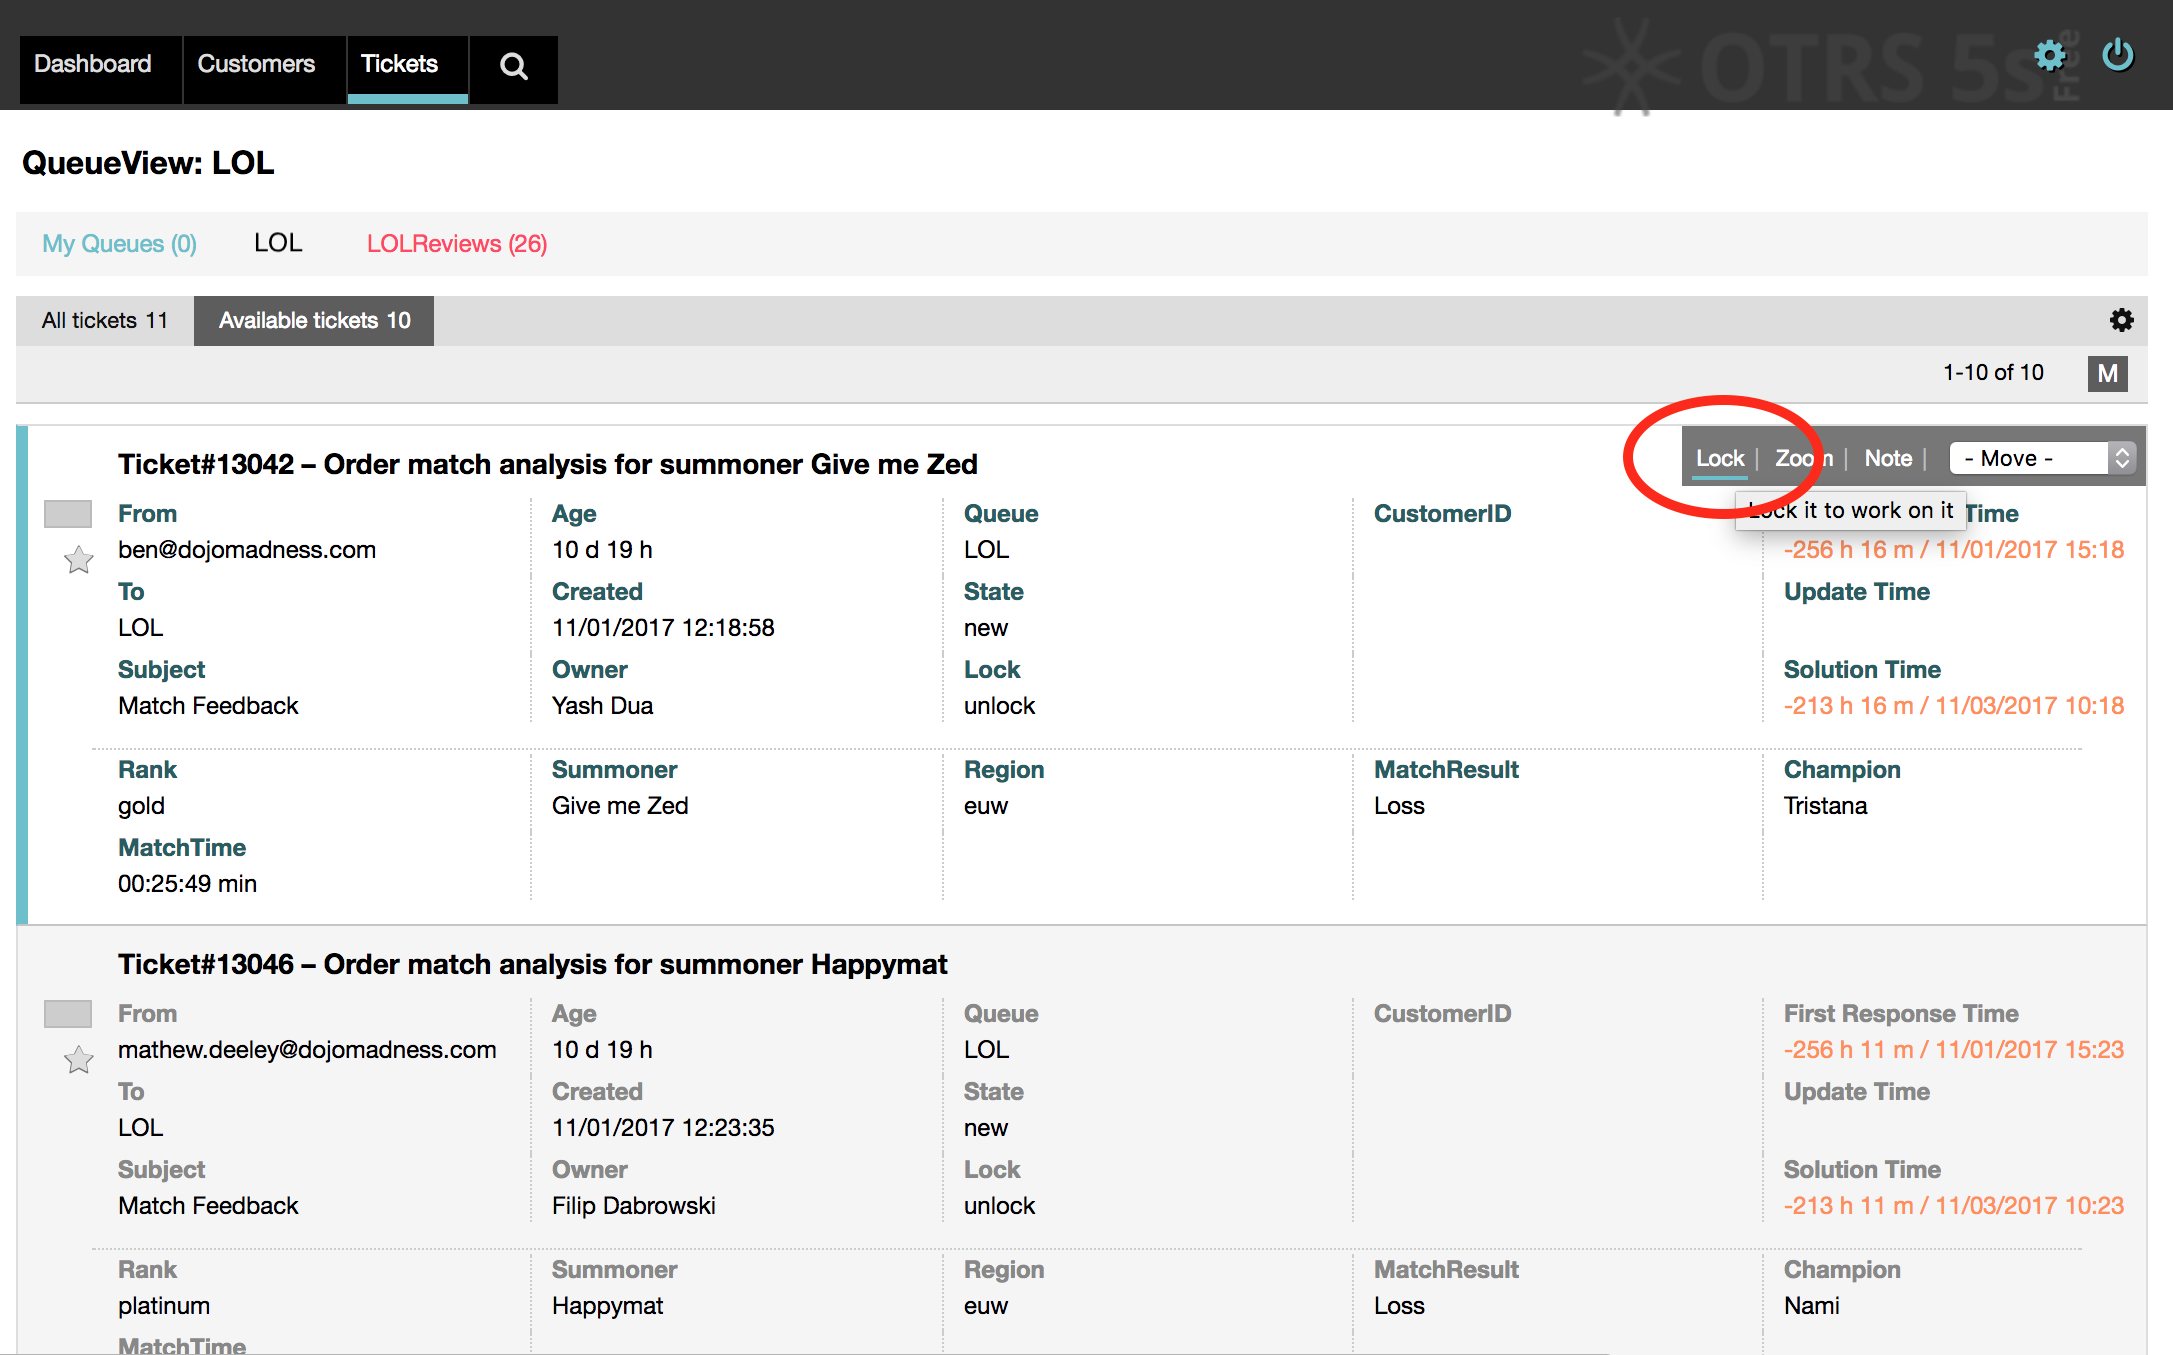 Dashboard Customers Tickets
OTRS 5s Free
QueueView: LOL
My Queues (0) LOL LOLReviews (26)
All tickets 11 Available tickets 10
1-10 of 10 M
Ticket#13042 – Order match analysis for summoner Give me Zed
Lock | Zoom | Note | - Move -
Lock it to work on it
From Age Queue CustomerID Time
ben@dojomadness.com 10 d 19 h LOL -256 h 16 m / 11/01/2017 15:18
To Created State Update Time
LOL 11/01/2017 12:18:58 new
Subject Owner Lock Solution Time
Match Feedback Yash Dua unlock -213 h 16 m / 11/03/2017 10:18
Rank Summoner Region MatchResult Champion
gold Give me Zed euw Loss Tristana
MatchTime
00:25:49 min
Ticket#13046 – Order match analysis for summoner Happymat
From Age Queue CustomerID First Response Time
mathew.deeley@dojomadness.com 10 d 19 h LOL -256 h 11 m / 11/01/2017 15:23
To Created State Update Time
LOL 11/01/2017 12:23:35 new
Subject Owner Lock Solution Time
Match Feedback Filip Dabrowski unlock -213 h 11 m / 11/03/2017 10:23
Rank Summoner Region MatchResult Champion
platinum Happymat euw Loss Nami
MatchTime